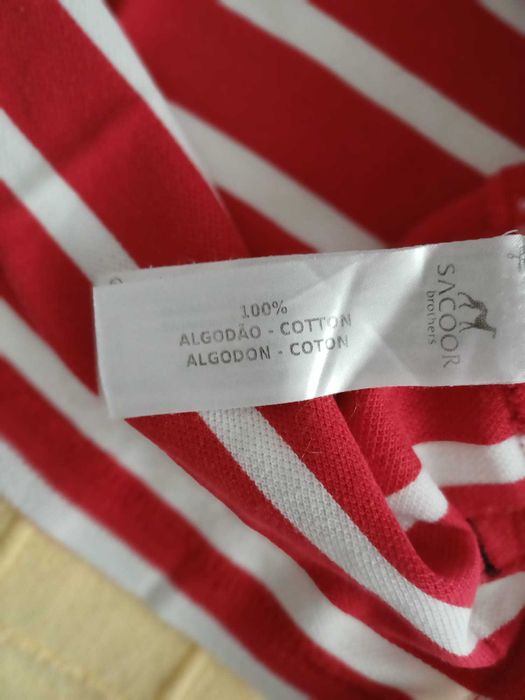 100%
ALGODÃO - COTTON
ALGODON - COTON
SACOOR
brothers